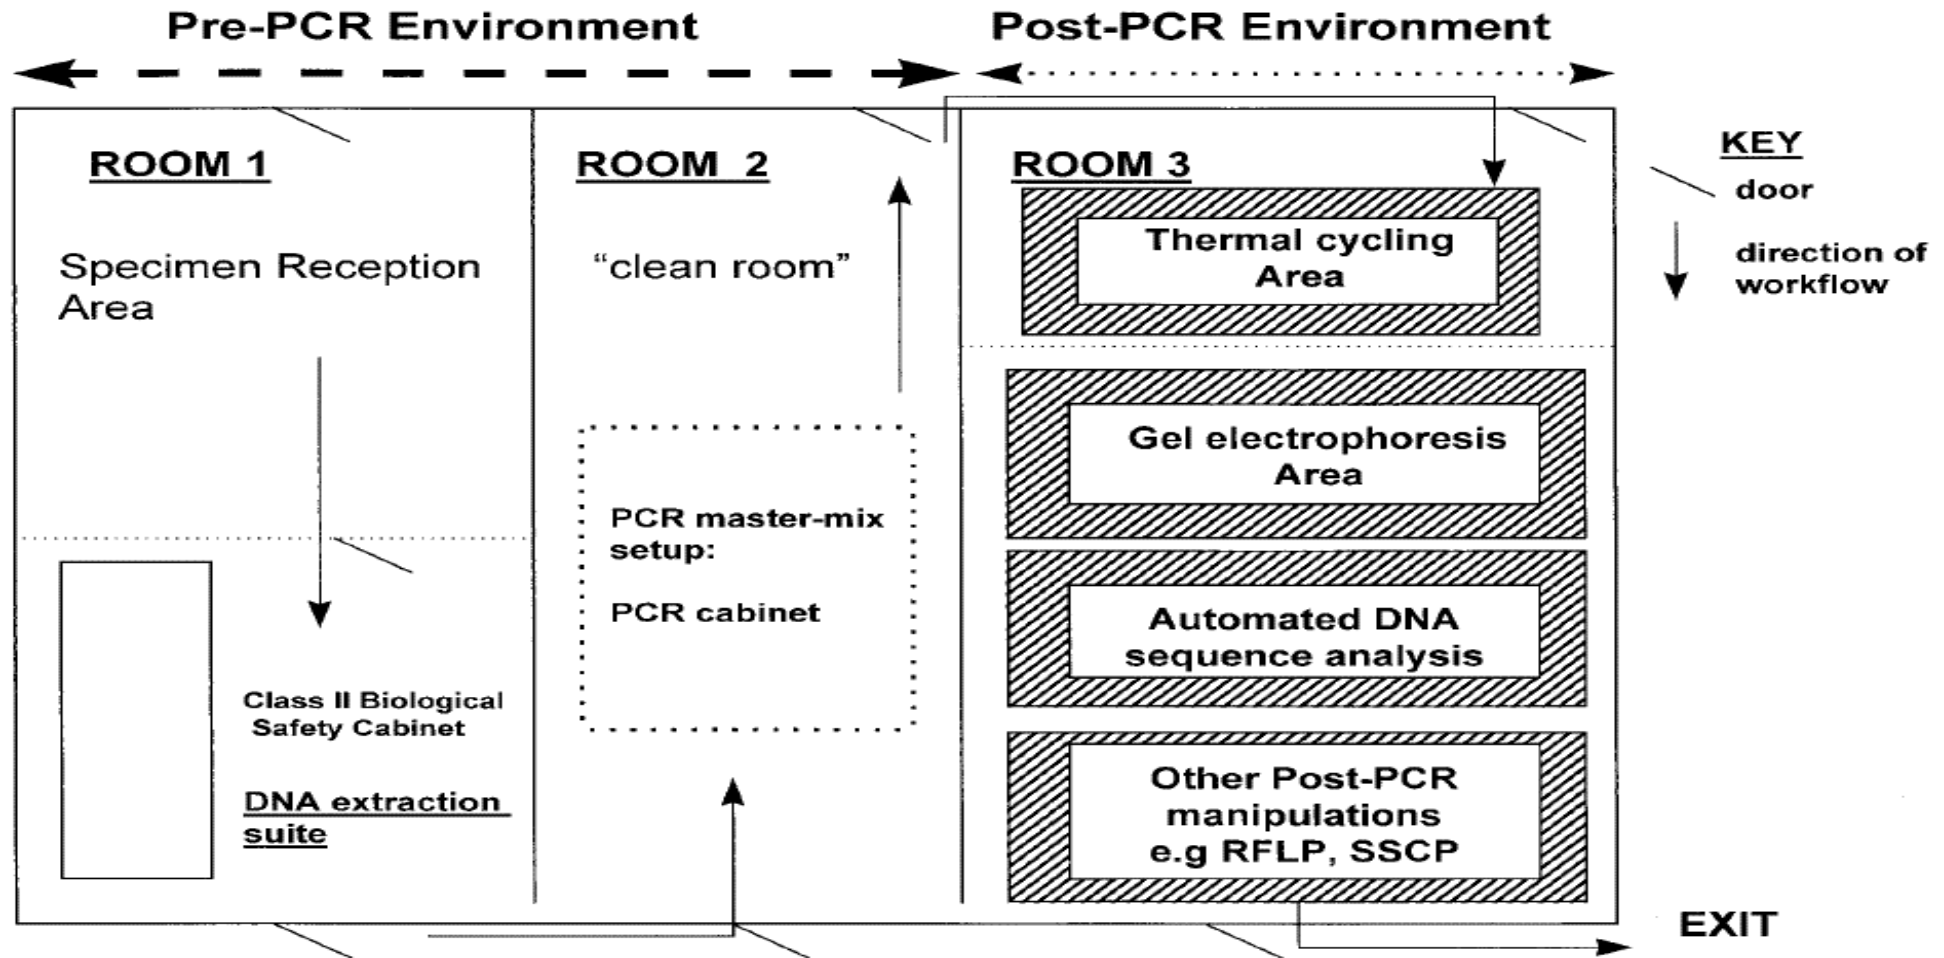 Pre-PCR Environment
Post-PCR Environment
ROOM 1
Specimen Reception
Area
Class II Biological
Safety Cabinet
DNA extraction
suite
ROOM 2
“clean room”
PCR master-mix
setup:
PCR cabinet
ROOM 3
Thermal cycling
Area
Gel electrophoresis
Area
Automated DNA
sequence analysis
Other Post-PCR
manipulations
e.g RFLP, SSCP
KEY
door
direction of
workflow
EXIT